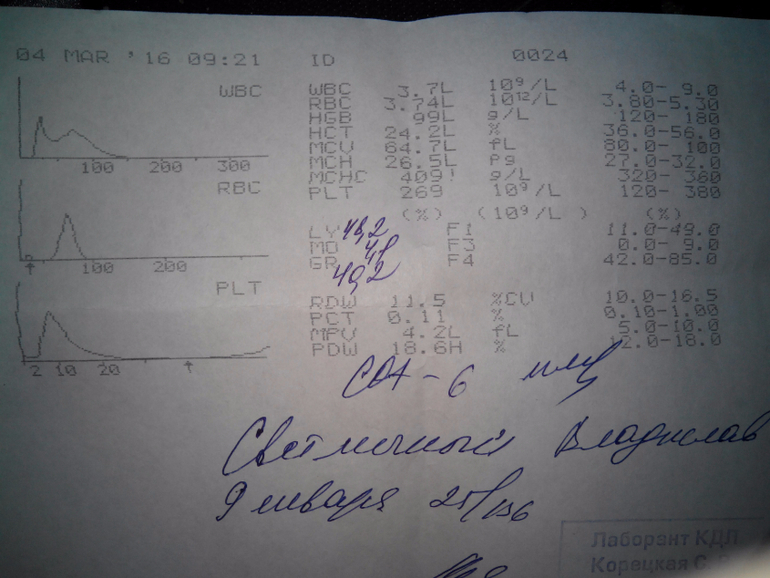 04 MAR '16 09:21 ID 0024
WBC
WBC 3.7L 10⁹/L 4.0- 9.0
RBC 3.74L 10¹²/L 3.80-5.30
HGB 99L g/L 120- 180
HCT 24.2L % 36.0-56.0
MCV 64.7L fL 80.0- 100
MCH 26.5L pg 27.0-32.0
MCHC 409! g/L 320- 360
PLT 269 10⁹/L 120- 380
100 200 300
RBC
(%) (10⁹/L ) (%)
LY F1 11.0-49.0
MO F3 0.0- 9.0
GR 40,2 F4 42.0-85.0
100 200
PLT
RDW 11.5 %CV 10.0-16.5
PCT 0.11 % 0.10-1.00
MPV 4.2L fL 5.0-10.0
PDW 18.6H % 12.0-18.0
2 10 20
СОЭ - 6 мм/ч
Светличный Владислав
9 января
Лаборант КДЛ
Корецкая С.